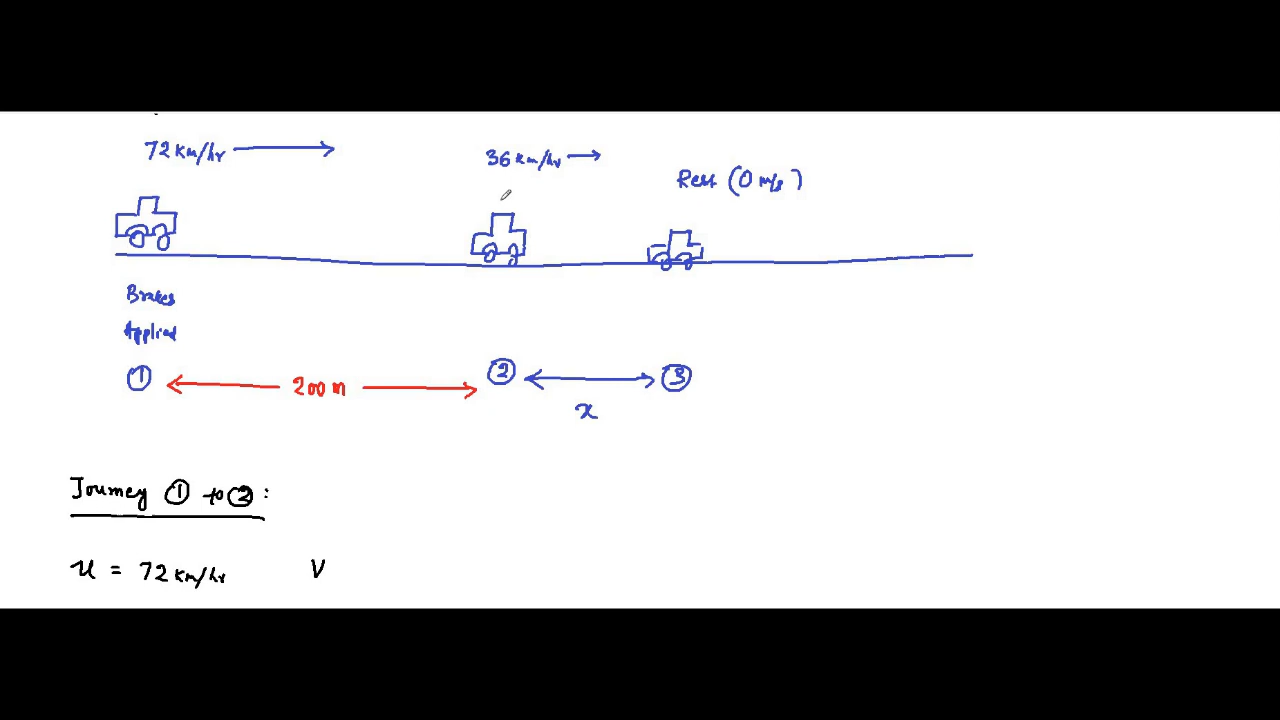 72 Km/hr
36 Km/hr
Rest (0 m/s)
Brakes
Applied
① 200 m ② ③
x
Journey ① to ② :
u = 72 Km/hr V